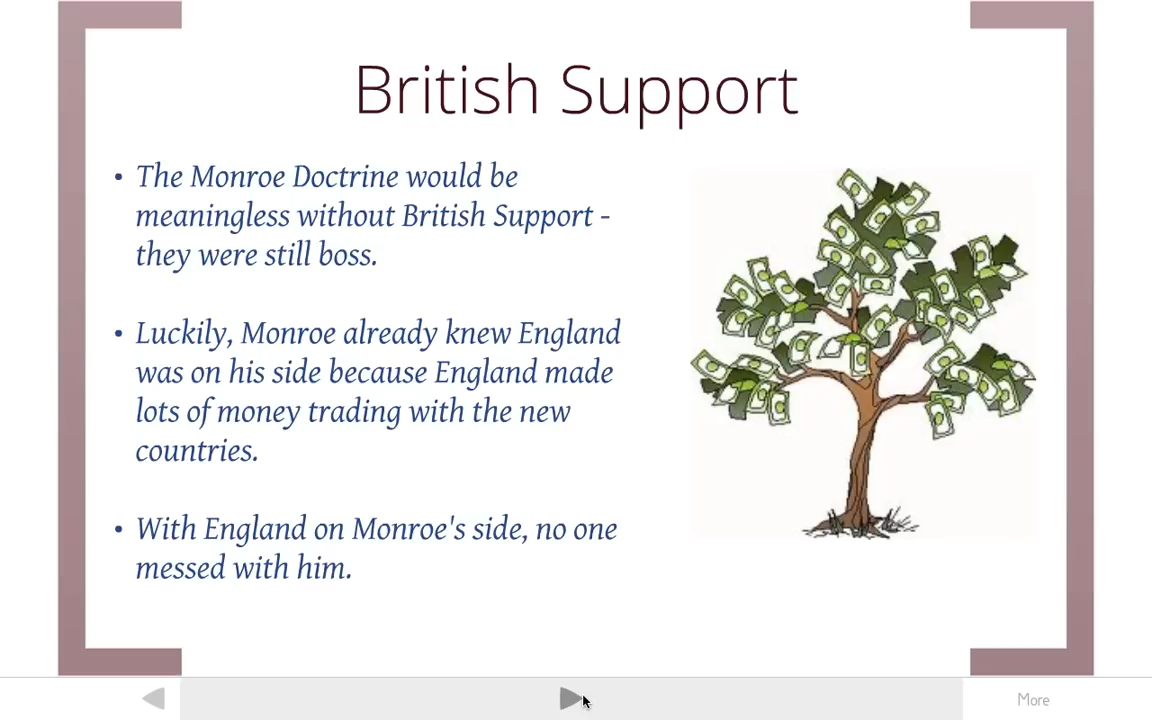 British Support
• The Monroe Doctrine would be
meaningless without British Support -
they were still boss.
• Luckily, Monroe already knew England
was on his side because England made
lots of money trading with the new
countries.
• With England on Monroe's side, no one
messed with him.
More